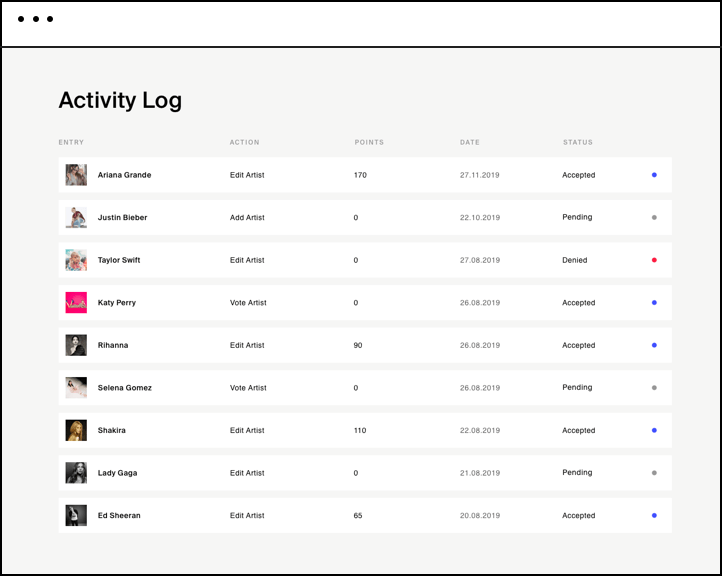 Activity Log
ENTRY ACTION POINTS DATE STATUS
Ariana Grande Edit Artist 170 27.11.2019 Accepted
Justin Bieber Add Artist 0 22.10.2019 Pending
Taylor Swift Edit Artist 0 27.08.2019 Denied
Katy Perry Vote Artist 0 26.08.2019 Accepted
Rihanna Edit Artist 90 26.08.2019 Accepted
Selena Gomez Vote Artist 0 26.08.2019 Pending
Shakira Edit Artist 110 22.08.2019 Accepted
Lady Gaga Edit Artist 0 21.08.2019 Pending
Ed Sheeran Edit Artist 65 20.08.2019 Accepted